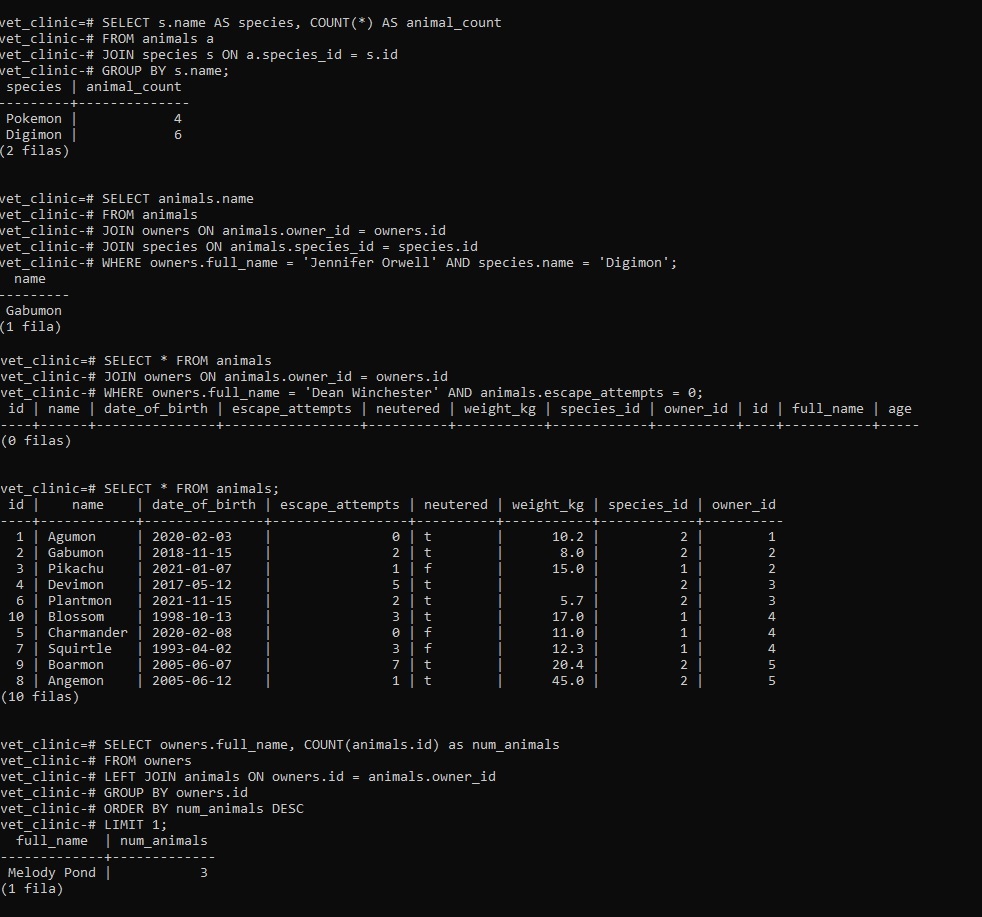 vet_clinic=# SELECT s.name AS species, COUNT(*) AS animal_count
vet_clinic-# FROM animals a
vet_clinic-# JOIN species s ON a.species_id = s.id
vet_clinic-# GROUP BY s.name;
 species | animal_count
---------+--------------
 Pokemon |            4
 Digimon |            6
(2 filas)
vet_clinic=# SELECT animals.name
vet_clinic-# FROM animals
vet_clinic-# JOIN owners ON animals.owner_id = owners.id
vet_clinic-# JOIN species ON animals.species_id = species.id
vet_clinic-# WHERE owners.full_name = 'Jennifer Orwell' AND species.name = 'Digimon';
  name
---------
 Gabumon
(1 fila)
vet_clinic=# SELECT * FROM animals
vet_clinic-# JOIN owners ON animals.owner_id = owners.id
vet_clinic-# WHERE owners.full_name = 'Dean Winchester' AND animals.escape_attempts = 0;
 id | name | date_of_birth | escape_attempts | neutered | weight_kg | species_id | owner_id | id | full_name | age
----+------+---------------+-----------------+----------+-----------+------------+----------+----+-----------+-----
(0 filas)
vet_clinic=# SELECT * FROM animals;
 id |    name    | date_of_birth | escape_attempts | neutered | weight_kg | species_id | owner_id
----+------------+---------------+-----------------+----------+-----------+------------+----------
  1 | Agumon     | 2020-02-03    |               0 | t        |      10.2 |          2 |        1
  2 | Gabumon    | 2018-11-15    |               2 | t        |       8.0 |          2 |        2
  3 | Pikachu    | 2021-01-07    |               1 | f        |      15.0 |          1 |        2
  4 | Devimon    | 2017-05-12    |               5 | t        |           |          2 |        3
  6 | Plantmon   | 2021-11-15    |               2 | t        |       5.7 |          2 |        3
 10 | Blossom    | 1998-10-13    |               3 | t        |      17.0 |          1 |        4
  5 | Charmander | 2020-02-08    |               0 | f        |      11.0 |          1 |        4
  7 | Squirtle   | 1993-04-02    |               3 | f        |      12.3 |          1 |        4
  9 | Boarmon    | 2005-06-07    |               7 | t        |      20.4 |          2 |        5
  8 | Angemon    | 2005-06-12    |               1 | t        |      45.0 |          2 |        5
(10 filas)
vet_clinic=# SELECT owners.full_name, COUNT(animals.id) as num_animals
vet_clinic-# FROM owners
vet_clinic-# LEFT JOIN animals ON owners.id = animals.owner_id
vet_clinic-# GROUP BY owners.id
vet_clinic-# ORDER BY num_animals DESC
vet_clinic-# LIMIT 1;
  full_name  | num_animals
-------------+-------------
 Melody Pond |           3
(1 fila)